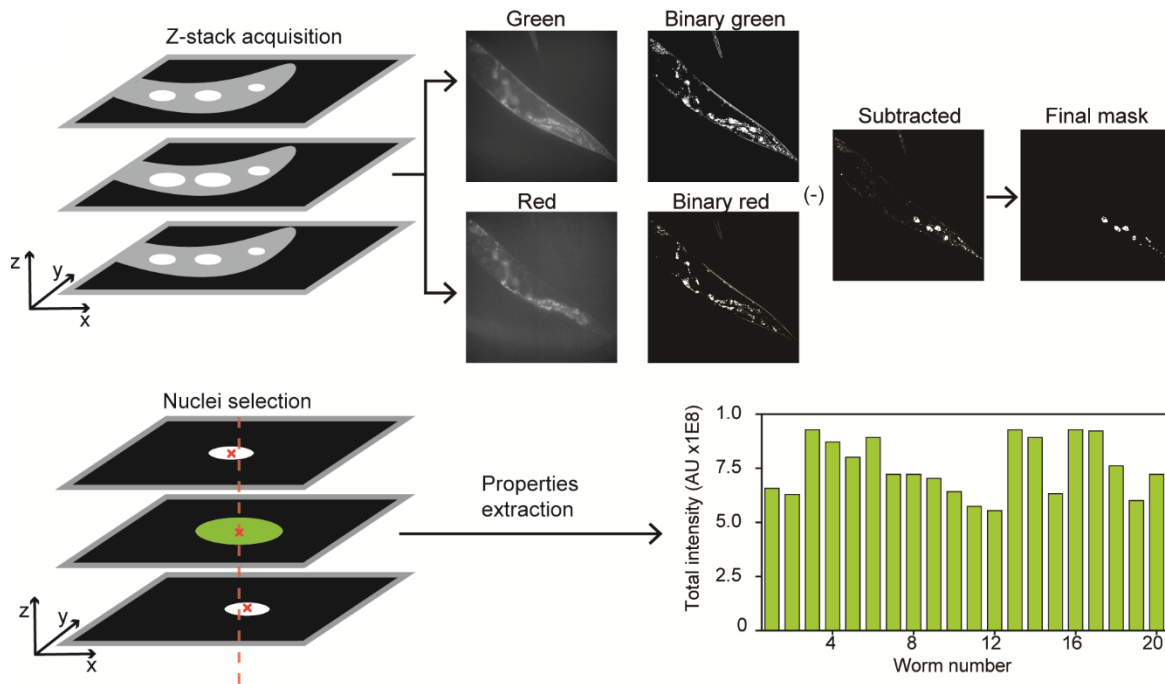 Z-stack acquisition
z
y
x
Green
Binary green
Red
Binary red
(-)
Subtracted
Final mask
Nuclei selection
z
y
x
Properties
extraction
Total intensity (AU x1E8)
1.0
7.5
5.0
2.5
0
4
8
12
16
20
Worm number